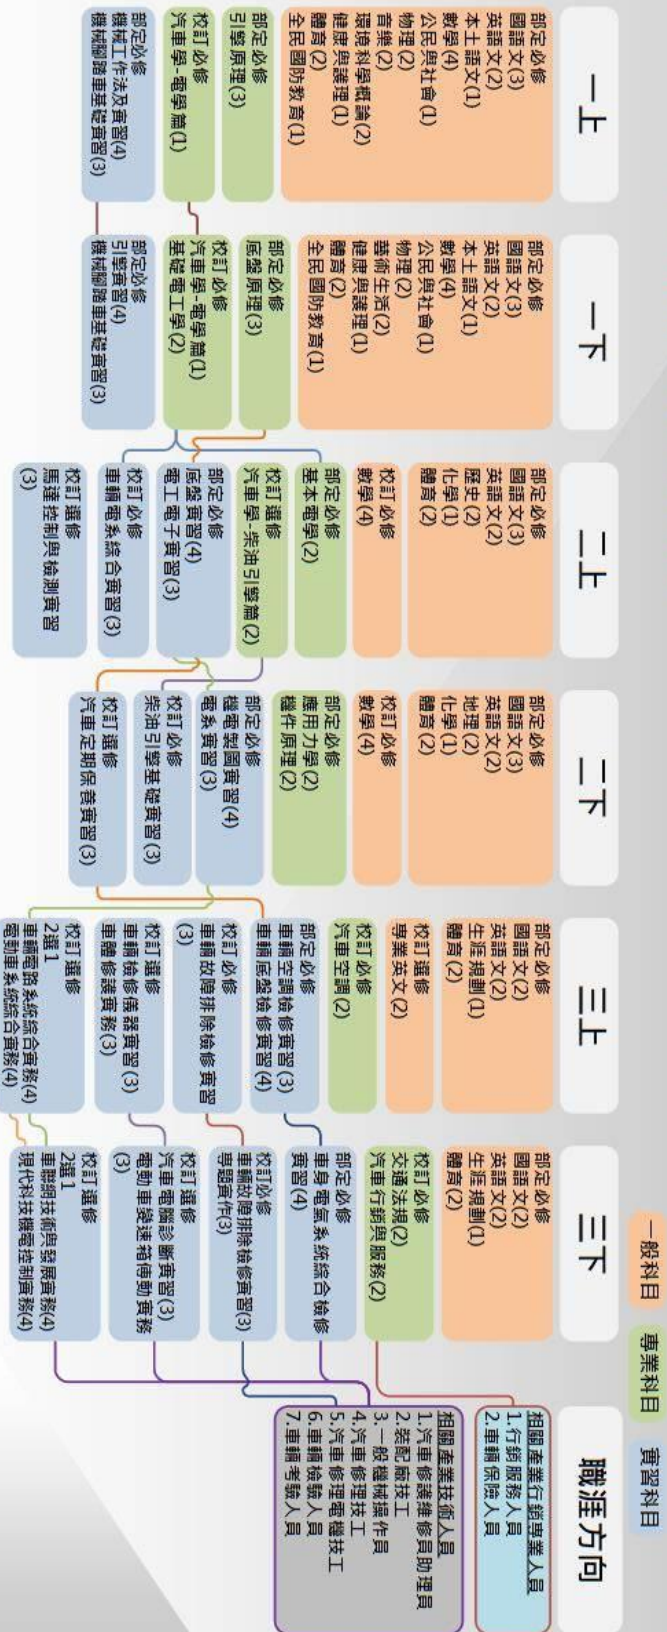 一般科目
專業科目
實習科目
一上
部定必修
國語文(3)
英語文(2)
本土語文(1)
數學(4)
公民與社會(1)
物理(2)
音樂(2)
環境科學概論(2)
健康與護理(1)
體育(2)
全民國防教育(1)
部定必修
引擎原理(3)
校訂必修
汽車學-電學篇(1)
部定必修
機械工作法及實習(4)
機械腳踏車基礎實習(3)
一下
部定必修
國語文(3)
英語文(2)
本土語文(1)
數學(4)
公民與社會(1)
物理(2)
藝術生活(2)
健康與護理(1)
體育(2)
全民國防教育(1)
部定必修
底盤原理(3)
校訂必修
汽車學-電學篇(1)
基礎電工學(2)
部定必修
引擎實習(4)
機械腳踏車基礎實習(3)
二上
部定必修
國語文(3)
英語文(2)
歷史(2)
化學(1)
體育(2)
校訂必修
數學(4)
部定必修
基本電學(2)
校訂選修
汽車學-柴油引擎篇(2)
部定必修
底盤實習(4)
電工電子實習(3)
校訂必修
車輛電系綜合實習(3)
校訂選修
馬達控制與檢測實習
(3)
二下
部定必修
國語文(3)
英語文(2)
地理(2)
化學(1)
體育(2)
校訂必修
數學(4)
部定必修
應用力學(2)
機件原理(2)
部定必修
機電製圖實習(4)
電系實習(3)
校訂必修
柴油引擎基礎實習(3)
校訂選修
汽車定期保養實習(3)
三上
部定必修
國語文(2)
英語文(2)
生涯規劃(1)
體育(2)
校訂選修
專業英文(2)
校訂必修
汽車空調(2)
部定必修
車輛空調檢修實習(3)
車輛底盤檢修實習(4)
校訂必修
車輛故障排除檢修實習
(3)
校訂選修
車輛檢修儀器實習(3)
車體修護實務(3)
校訂選修
2選1
車輛電路系統綜合實務(4)
電動車系統綜合實務(4)
三下
部定必修
國語文(2)
英語文(2)
生涯規劃(1)
體育(2)
校訂必修
交通法規(2)
汽車行銷與服務(2)
部定必修
車身電氣系統綜合檢修
實習(4)
校訂必修
車輛故障排除檢修實習(3)
專題實作(3)
校訂選修
汽車電腦診斷實習(3)
電動車變速箱傳動實務
(3)
校訂選修
2選1
車聯網技術與發展實務(4)
現代科技機電控制實務(4)
職涯方向
相關產業行銷專業人員
1.行銷服務人員
2.車輛保險人員
相關產業技術人員
1.汽車修護維修員助理員
2.裝配廠技工
3.一般機械操作員
4.汽車修理技工
5.汽車修理電機技工
6.車輛檢驗人員
7.車輛考驗人員